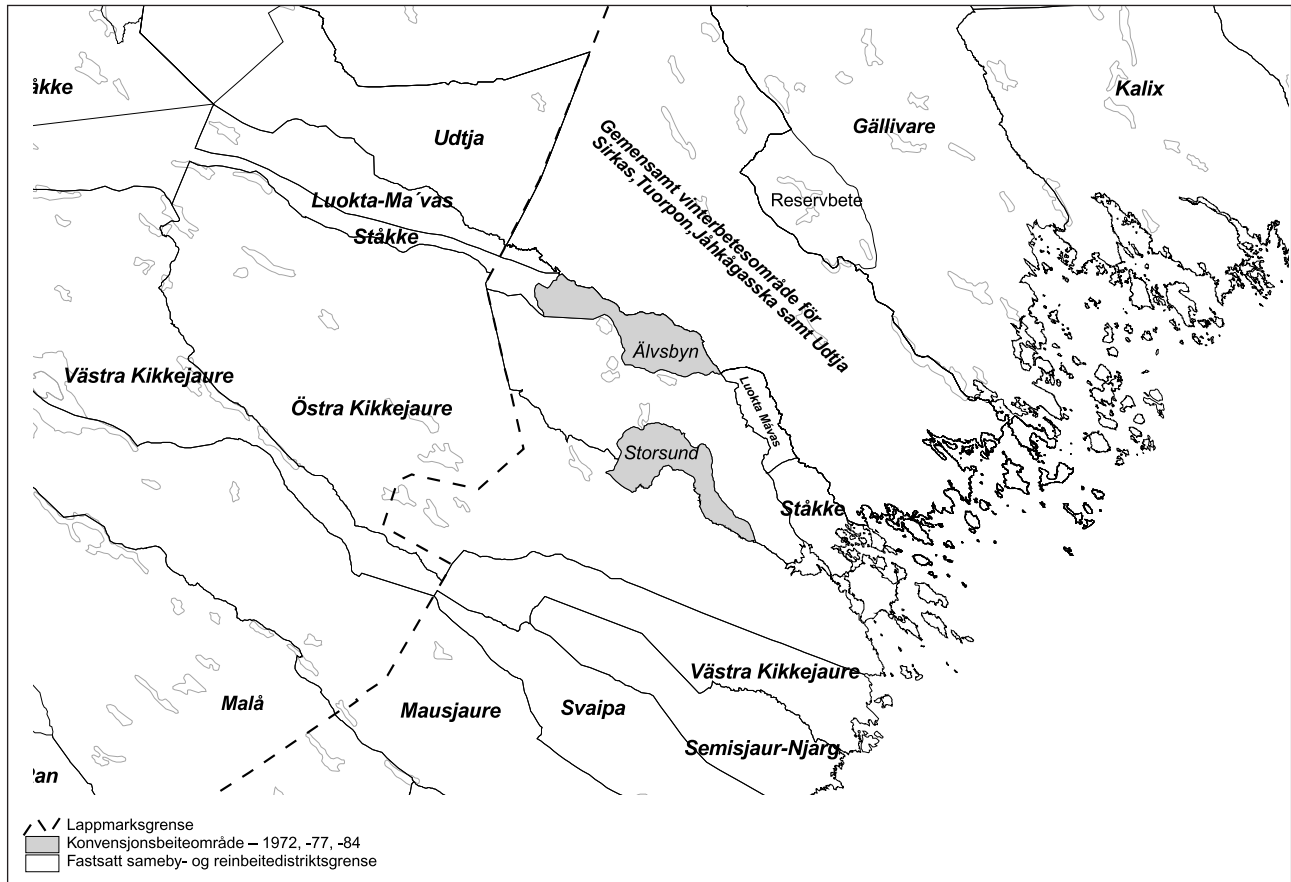 åkke
Kalix
Gällivare
Udtja
Gemensamt vinterbetesområde för
Sirkas, Tuorpon, Jåhkågasska samt Udtja
Reservbete
Luokta-Ma´vas
Ståkke
Älvsbyn
Västra Kikkejaure
Östra Kikkejaure
Luokta Måvas
Storsund
Ståkke
Västra Kikkejaure
Malå
Mausjaure
Svaipa
Semisjaur-Njarg
an
Lappmarksgrense
Konvensjonsbeiteområde – 1972, -77, -84
Fastsatt sameby- og reinbeitedistriktsgrense